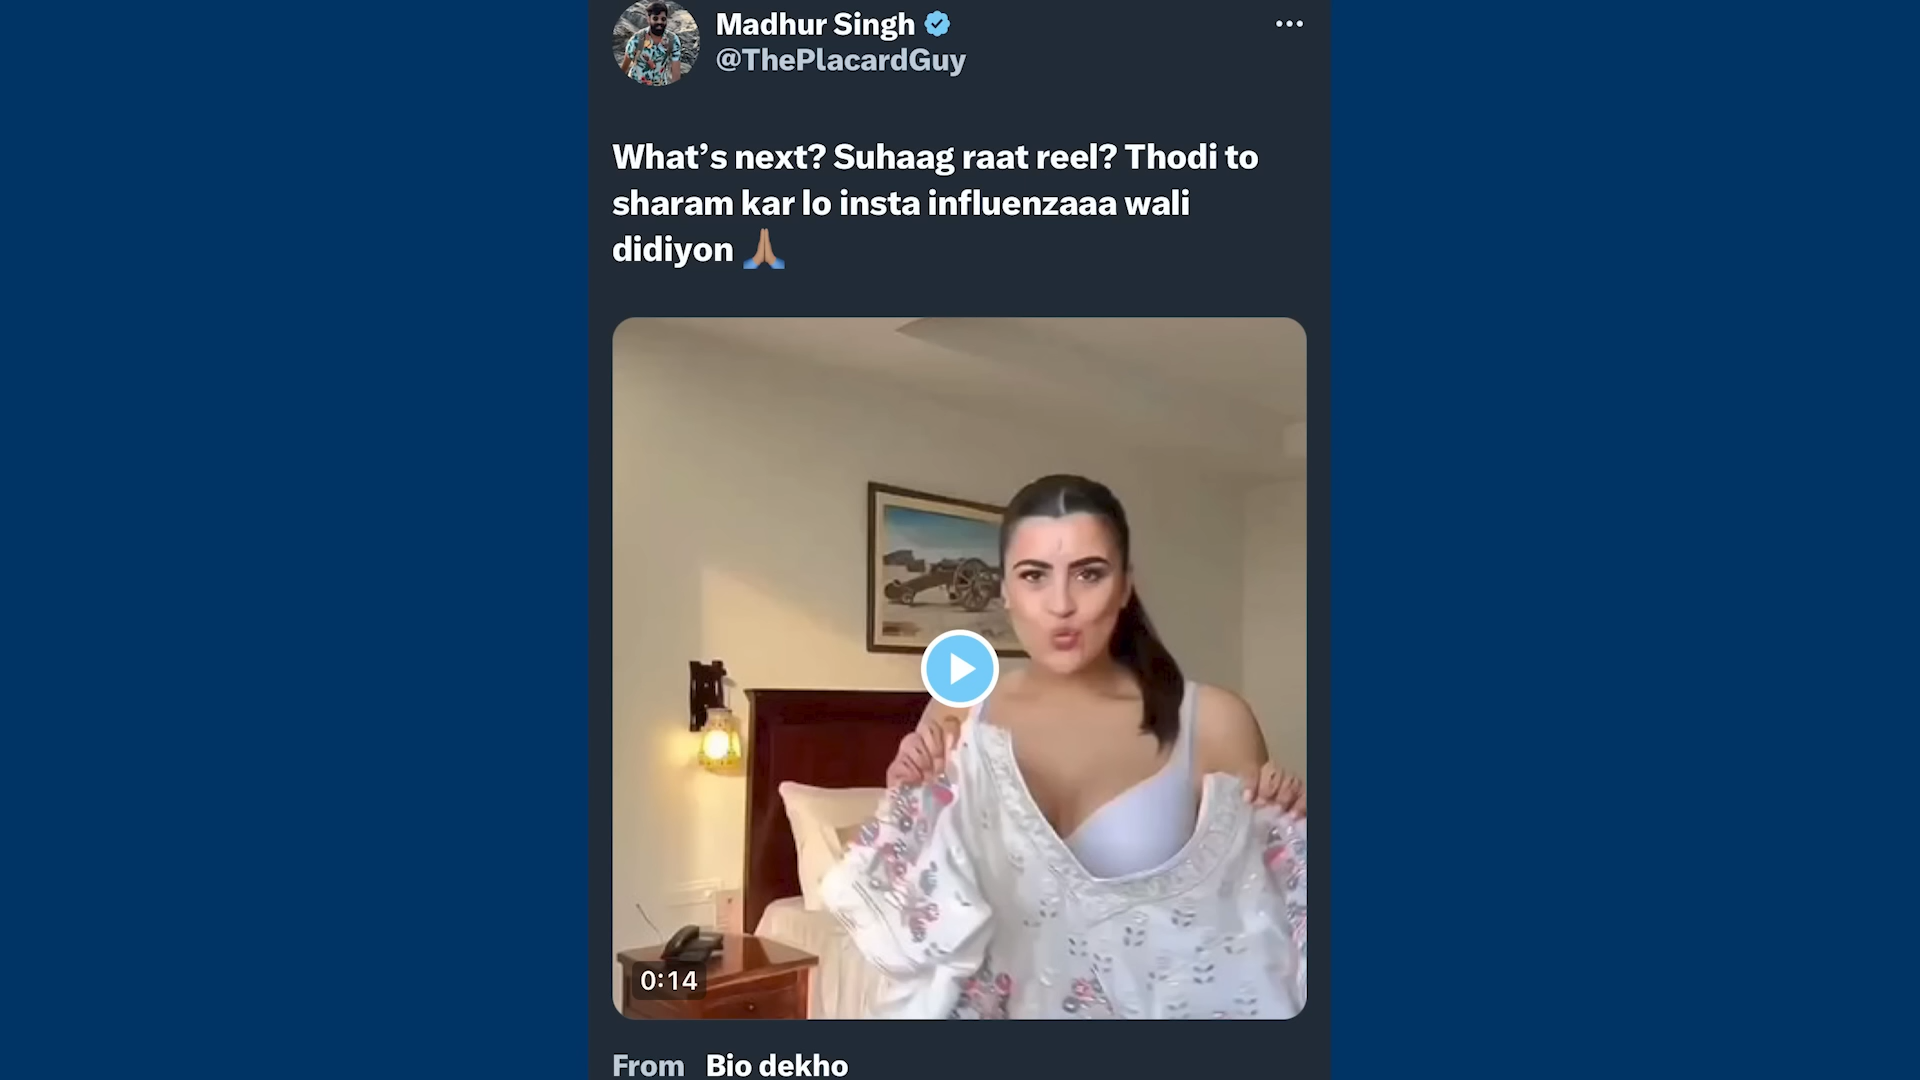 Madhur Singh
@ThePlacardGuy
What’s next? Suhaag raat reel? Thodi to
sharam kar lo insta influenzaaa wali
didiyon 🙏🏽
0:14
From Bio dekho